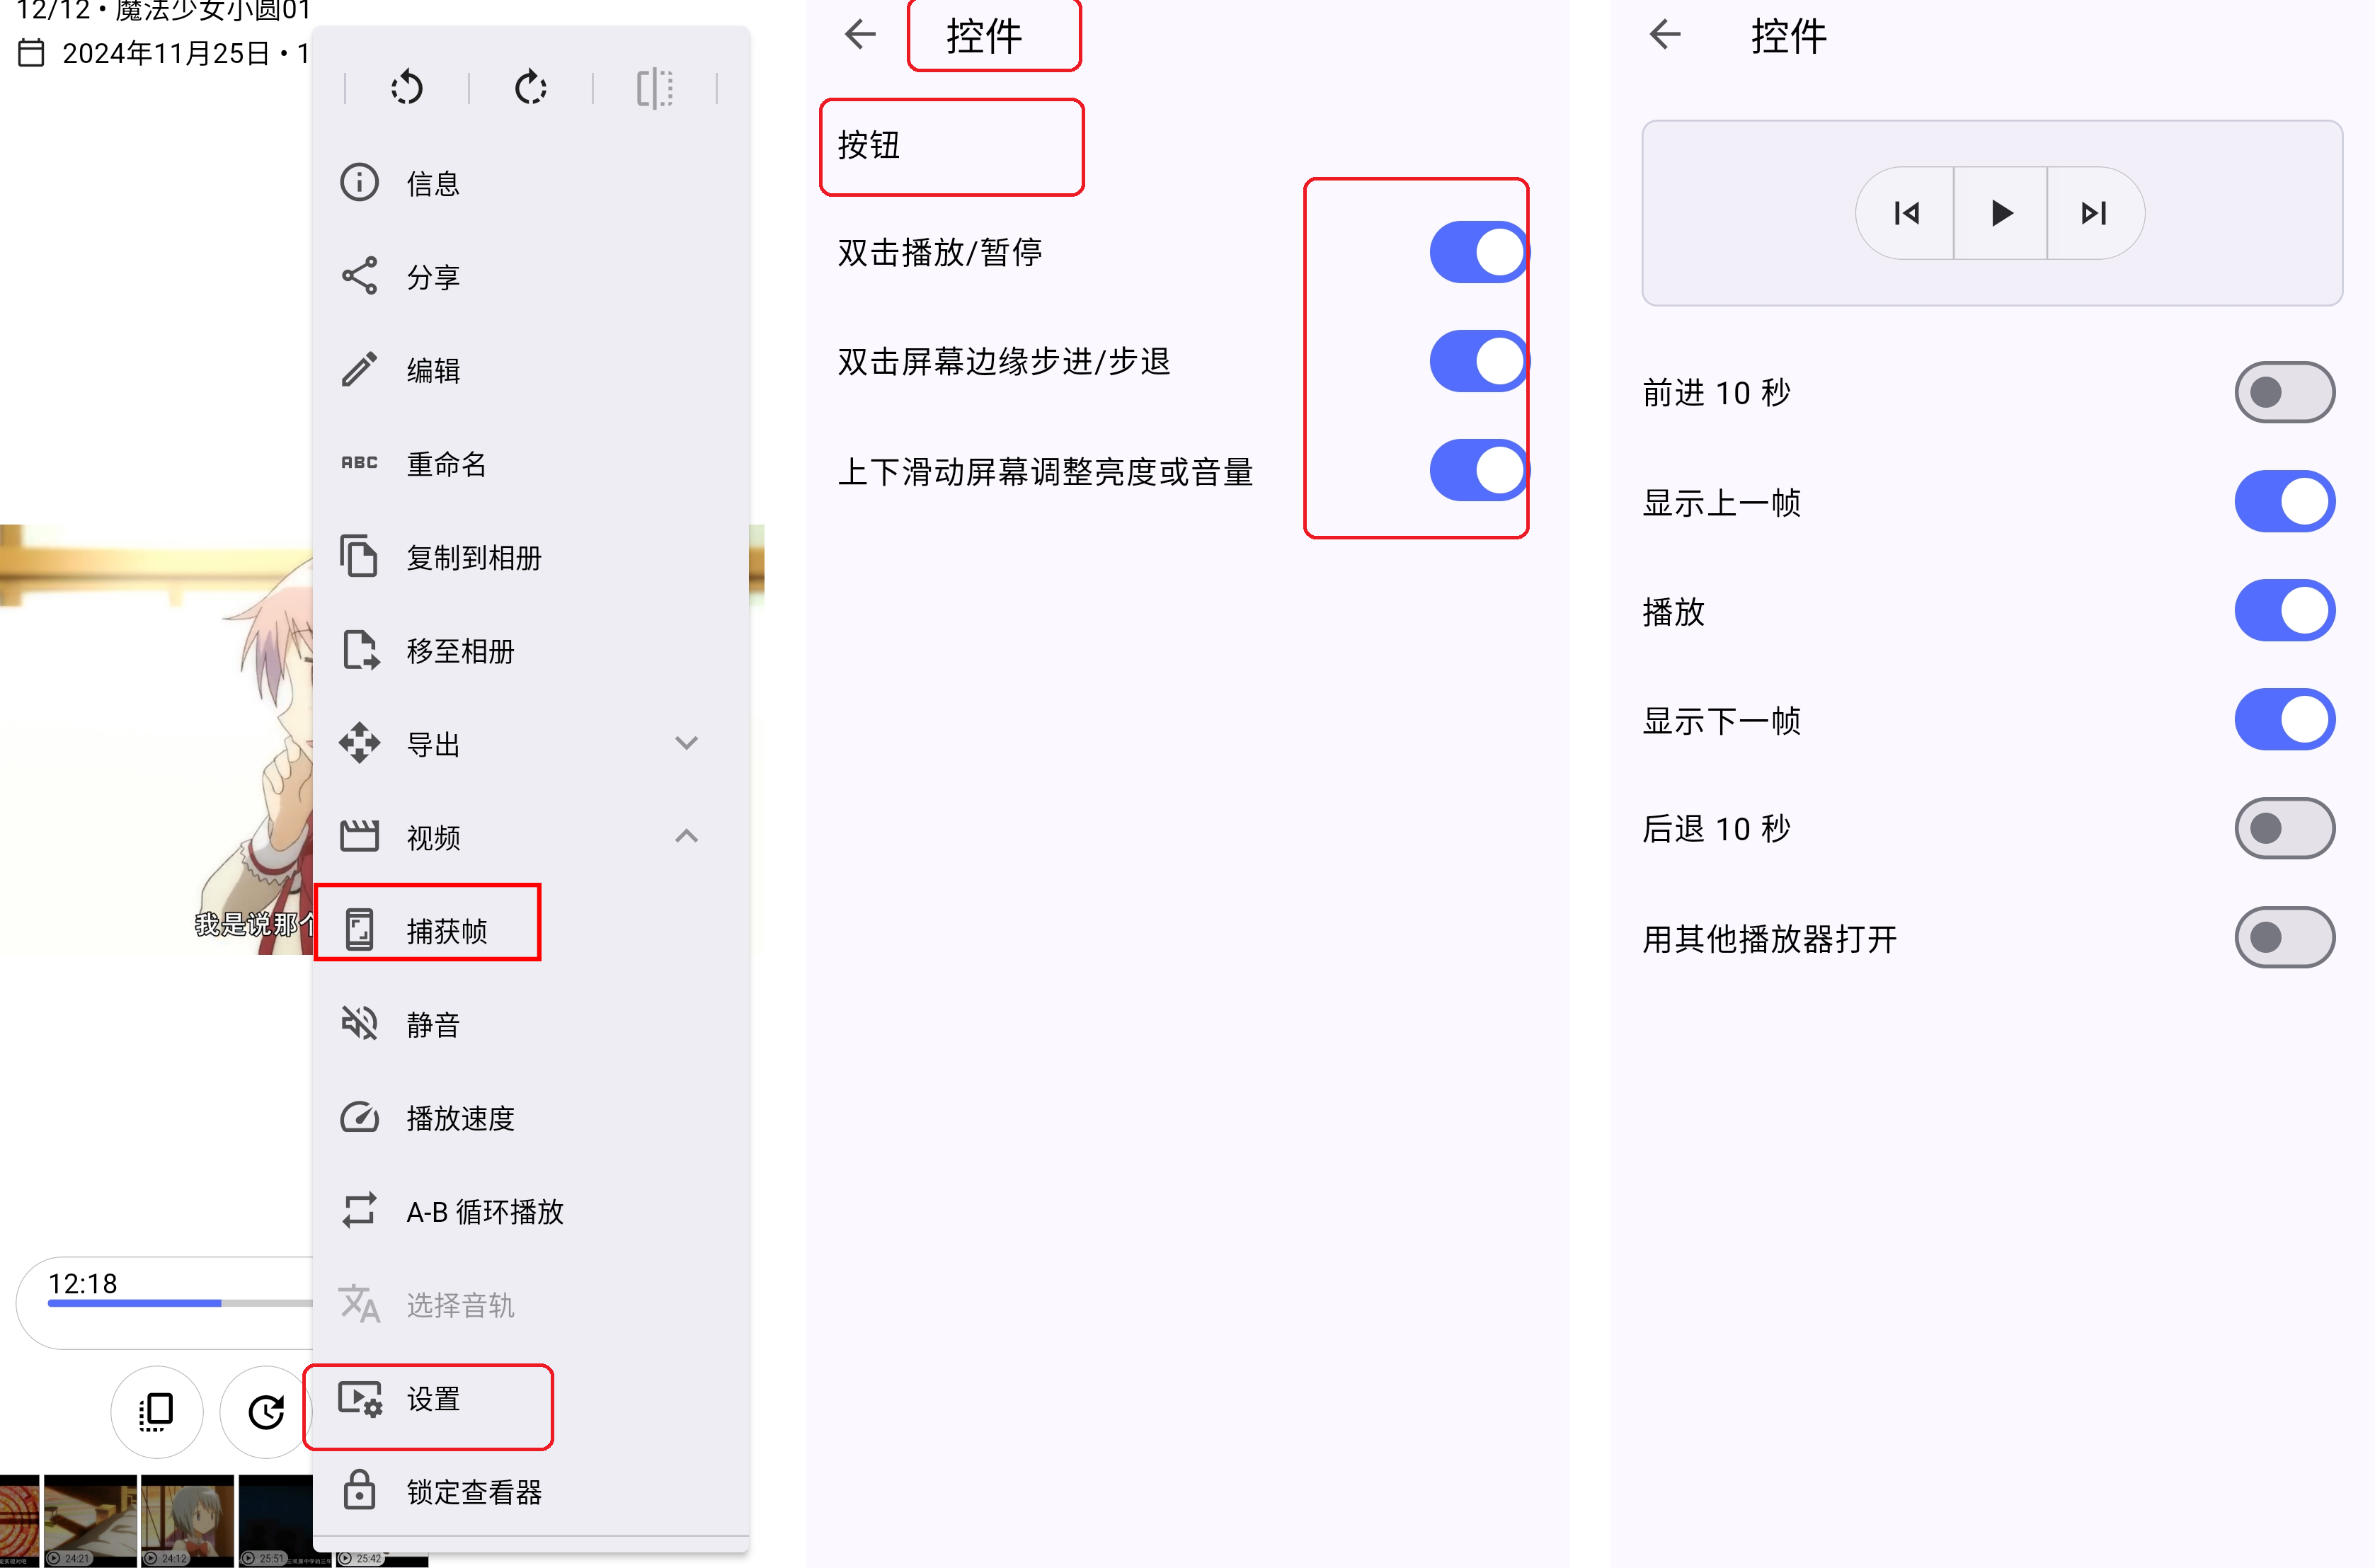 12/12 • 魔法少女小圆01
2024年11月25日 • 1
信息
分享
编辑
ABC 重命名
复制到相册
移至相册
导出
视频
我是说那个
捕获帧
静音
播放速度
A-B 循环播放
12:18
选择音轨
设置
锁定查看器
24:21
24:12
25:51
25:42
控件
按钮
双击播放/暂停
双击屏幕边缘步进/步退
上下滑动屏幕调整亮度或音量
控件
前进 10 秒
显示上一帧
播放
显示下一帧
后退 10 秒
用其他播放器打开